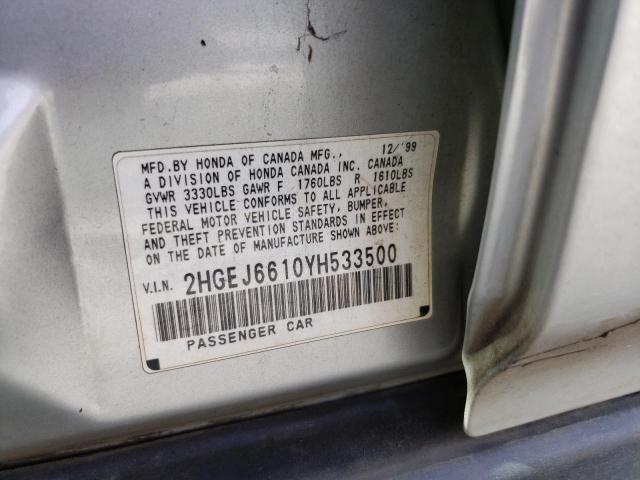 MFD.BY HONDA OF CANADA MFG., 12/'99
A DIVISION OF HONDA CANADA INC. CANADA
GVWR 3330LBS GAWR F 1760LBS R 1610LBS
THIS VEHICLE CONFORMS TO ALL APPLICABLE
FEDERAL MOTOR VEHICLE SAFETY, BUMPER,
AND THEFT PREVENTION STANDARDS IN EFFECT
ON THE DATE OF MANUFACTURE SHOWN ABOVE:
V.I.N. 2HGEJ6610YH533500
PASSENGER CAR